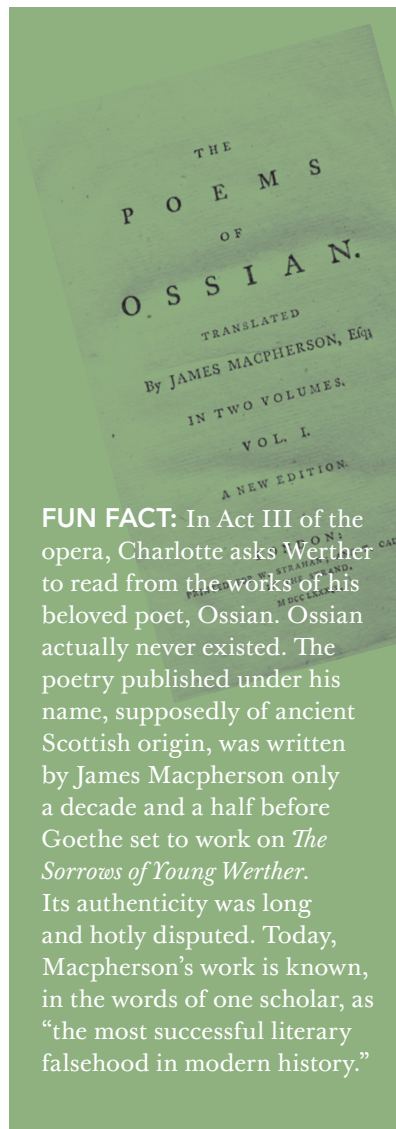 THE
POEMS
OF
OSSIAN.
TRANSLATED
By JAMES MACPHERSON, Esq;
IN TWO VOLUMES.
VOL. I.
A NEW EDITION.
FUN FACT: In Act III of the
opera, Charlotte asks Werther
to read from the works of his
beloved poet, Ossian. Ossian
actually never existed. The
poetry published under his
name, supposedly of ancient
Scottish origin, was written
by James Macpherson only
a decade and a half before
Goethe set to work on The
Sorrows of Young Werther.
Its authenticity was long
and hotly disputed. Today,
Macpherson’s work is known,
in the words of one scholar, as
“the most successful literary
falsehood in modern history.”